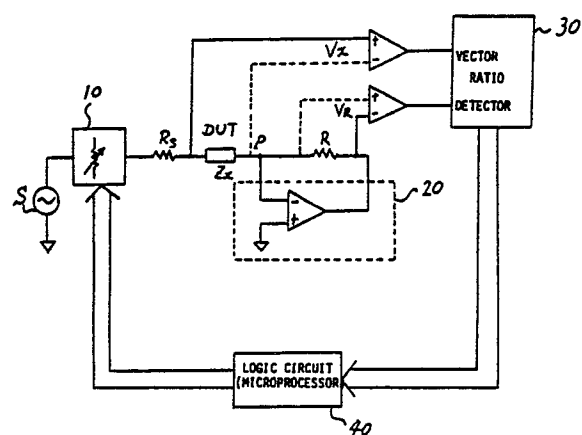 30
Vx
+
-
VECTOR
RATIO
DETECTOR
10
Rs
DUT
Zx
P
R
VR
+
-
S
20
-
+
LOGIC CIRCUIT
(MICROPROCESSOR
40